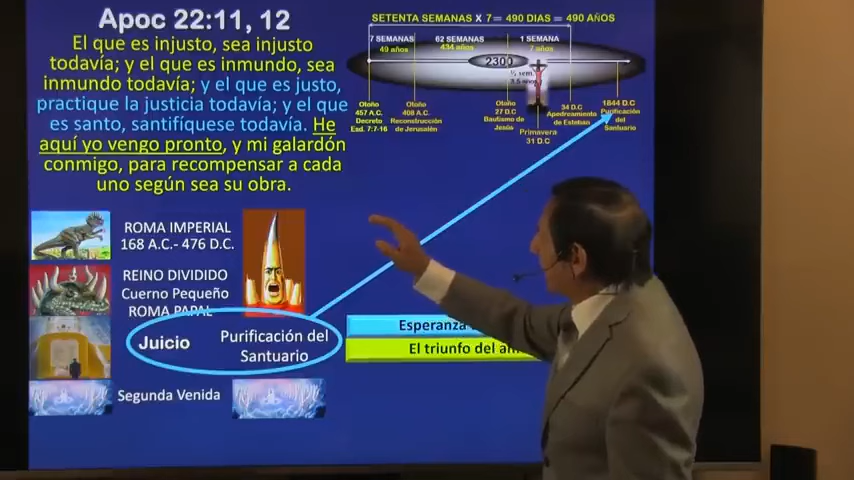 Apoc 22:11, 12
El que es injusto, sea injusto
todavía; y el que es inmundo, sea
inmundo todavía; y el que es justo,
practique la justicia todavía; y el que
es santo, santifíquese todavía. He
aquí yo vengo pronto, y mi galardón
conmigo, para recompensar a cada
uno según sea su obra.
SETENTA SEMANAS X 7 = 490 DIAS = 490 AÑOS
7 SEMANAS
49 años
62 SEMANAS
434 años
1 SEMANA
7 años
2300
½ sem.
3.5 años
Otoño
457 A.C.
Decreto
Esd. 7:7-16
Otoño
408 A.C.
Reconstrucción
de Jerusalén
Otoño
27 D.C
Bautismo de
Jesús
Primavera
31 D.C
34 D.C
Apedreamiento
de Esteban
1844 D.C
Purificación
del
Santuario
ROMA IMPERIAL
168 A.C.- 476 D.C.
REINO DIVIDIDO
Cuerno Pequeño
ROMA PAPAL
Juicio
Purificación del
Santuario
Segunda Venida
Esperanza
El triunfo del